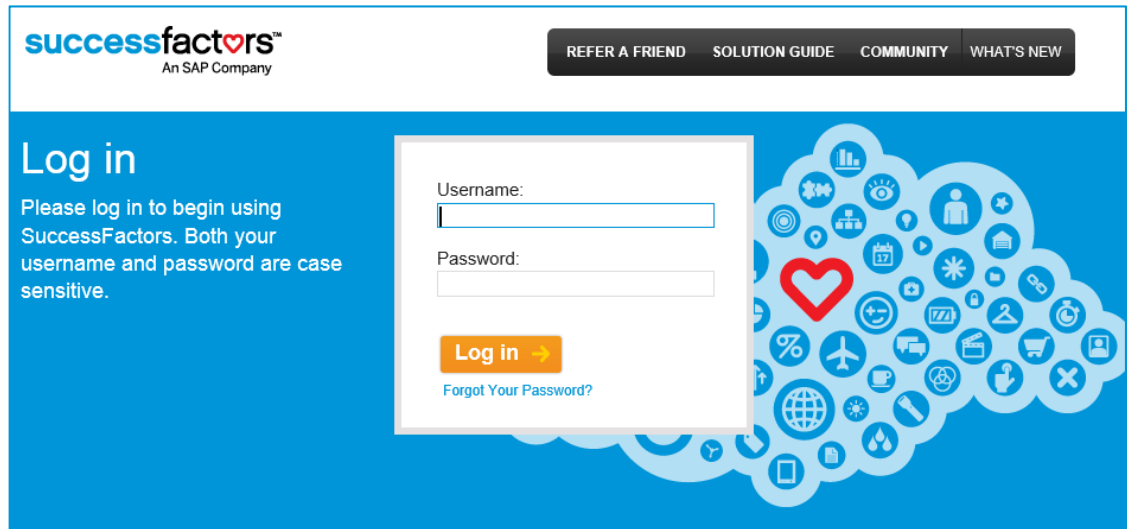 successfactors™
An SAP Company
REFER A FRIEND SOLUTION GUIDE COMMUNITY WHAT'S NEW
Log in
Please log in to begin using
SuccessFactors. Both your
username and password are case
sensitive.
Username:
Password:
Log in
Forgot Your Password?
17